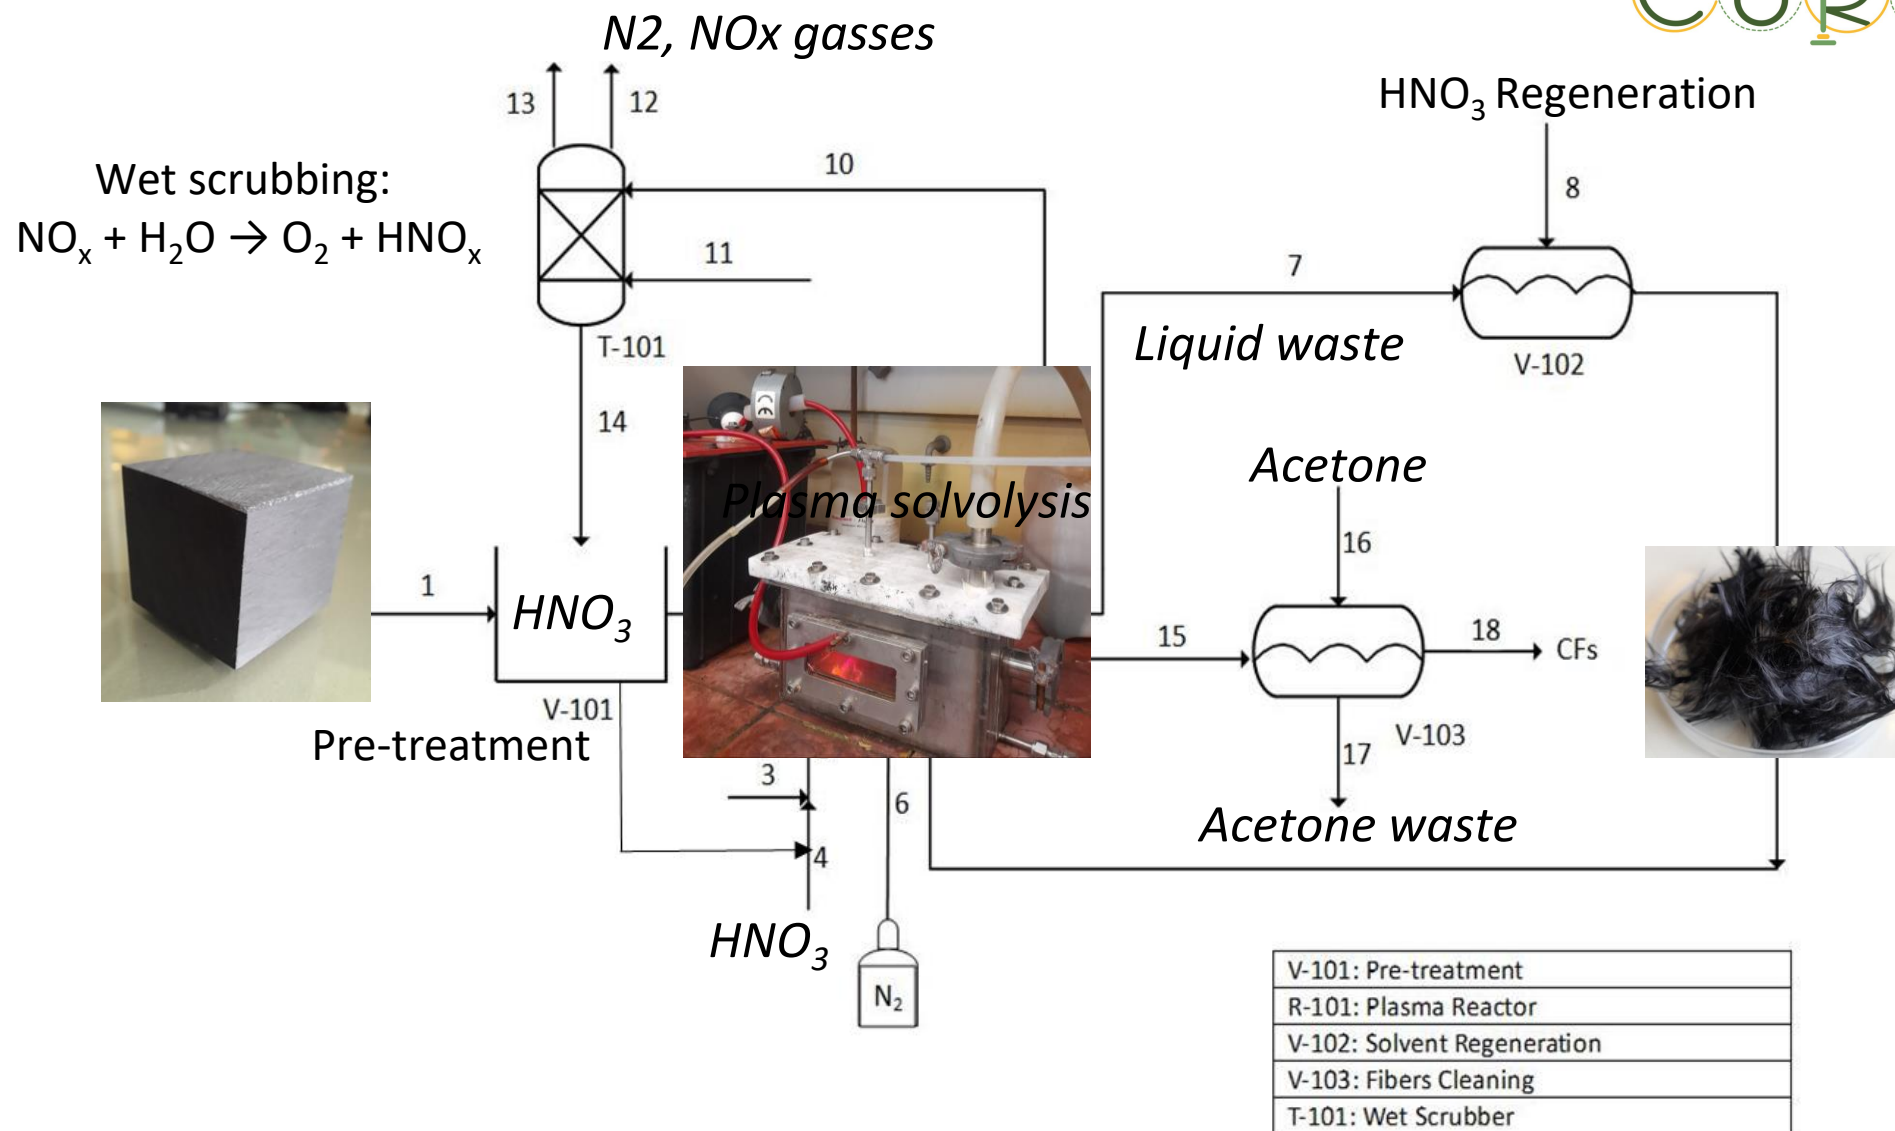 N2, NOx gasses
13
12
HNO₃ Regeneration
10
8
Wet scrubbing:
NOₓ + H₂O → O₂ + HNOₓ
11
7
T-101
Liquid waste
V-102
14
CE
Acetone
Plasma solvolysis
16
1
HNO₃
15
18
CFs
V-101
Pre-treatment
V-103
17
3
6
Acetone waste
4
HNO₃
N₂
V-101: Pre-treatment
R-101: Plasma Reactor
V-102: Solvent Regeneration
V-103: Fibers Cleaning
T-101: Wet Scrubber